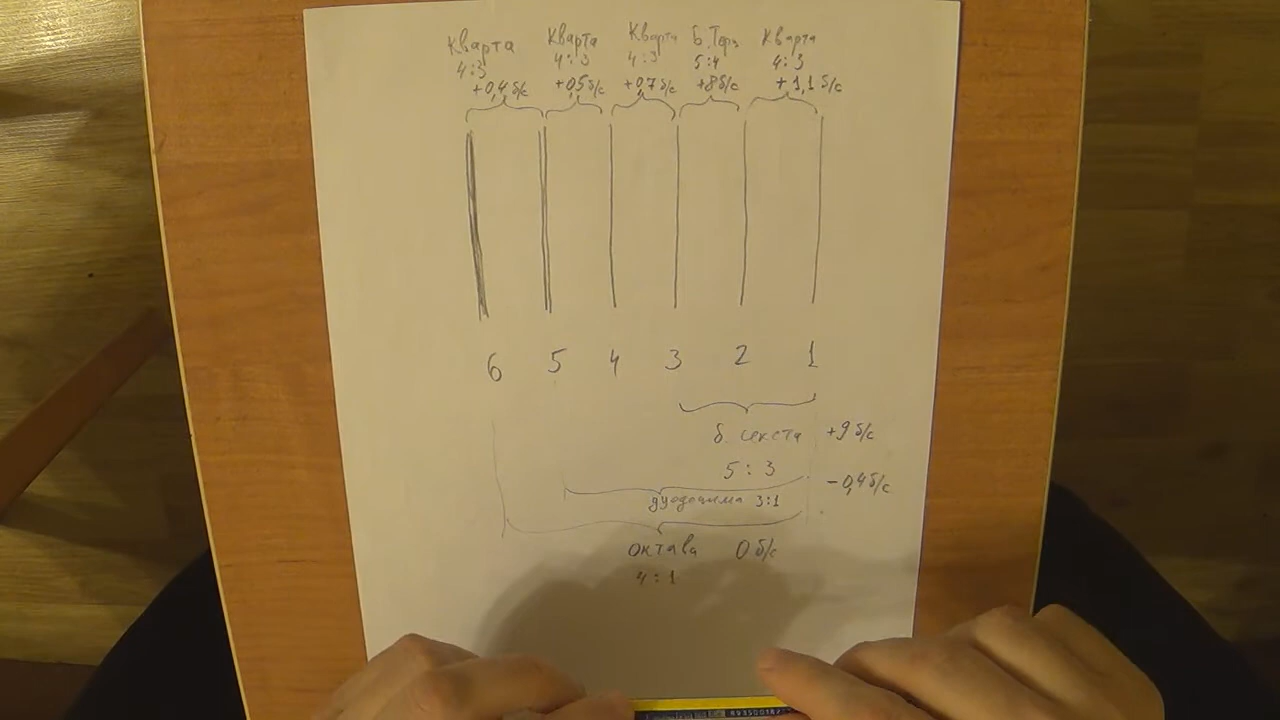 Кварта Кварта Кварта Б. Терц Кварта
4:3 4:3 4:3 5:4 4:3
+0,4 б/с +0,5 б/с +0,7 б/с +8 б/с +1,1 б/с
6 5 4 3 2 1
б. секста +9 б/с
5 : 3
-0,4 б/с
дуодецима 3:1
октава 0 б/с
4 : 1